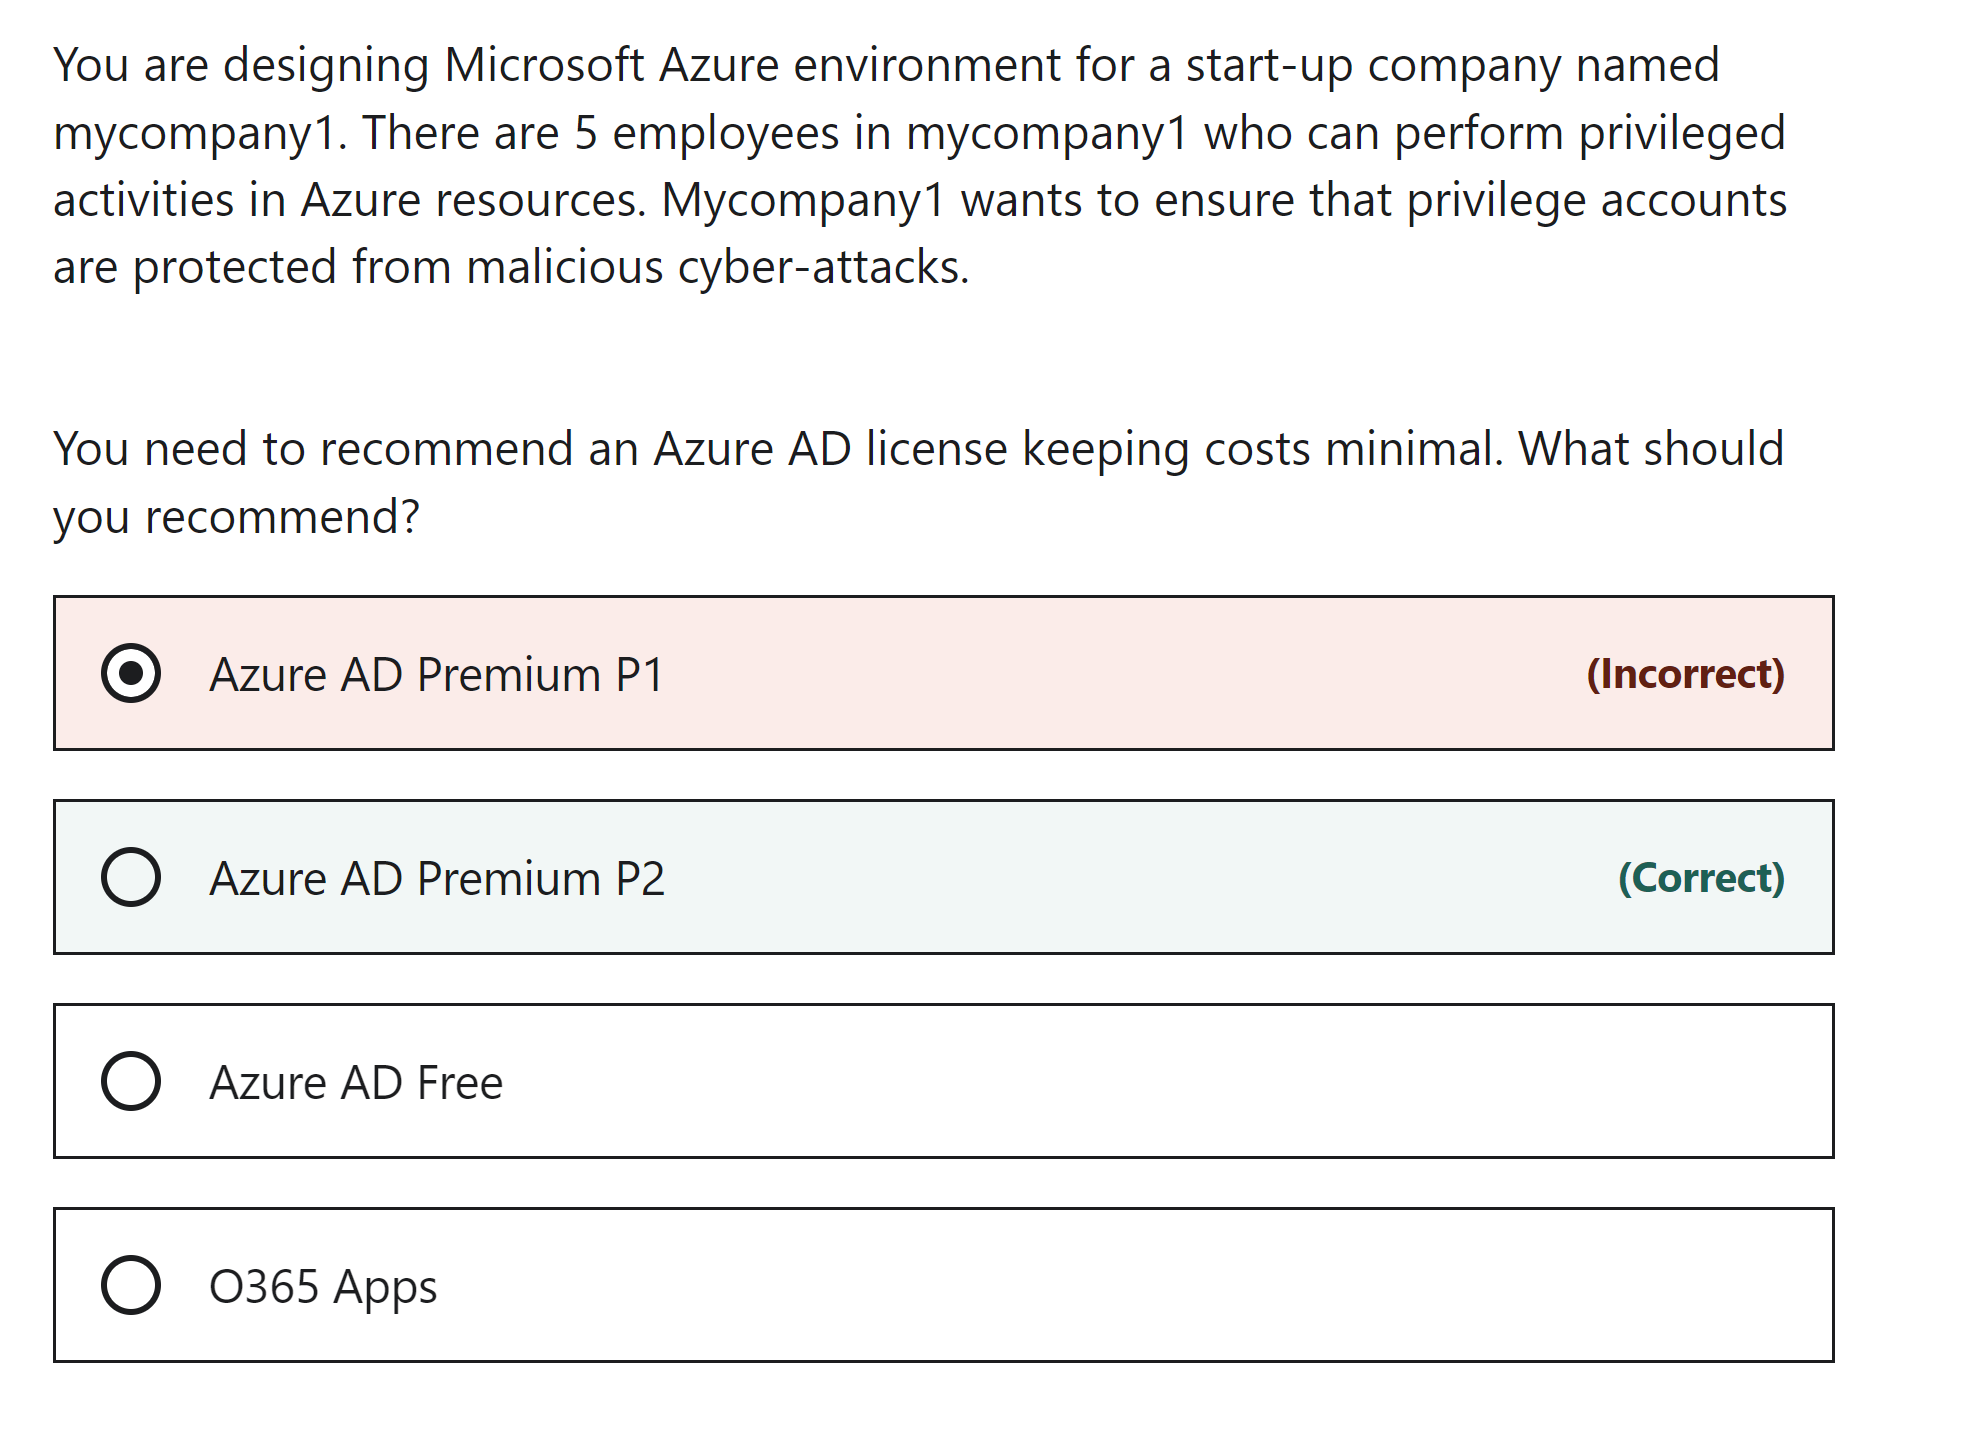 You are designing Microsoft Azure environment for a start-up company named
mycompany1. There are 5 employees in mycompany1 who can perform privileged
activities in Azure resources. Mycompany1 wants to ensure that privilege accounts
are protected from malicious cyber-attacks.
You need to recommend an Azure AD license keeping costs minimal. What should
you recommend?
Azure AD Premium P1 (Incorrect)
Azure AD Premium P2 (Correct)
Azure AD Free
O365 Apps